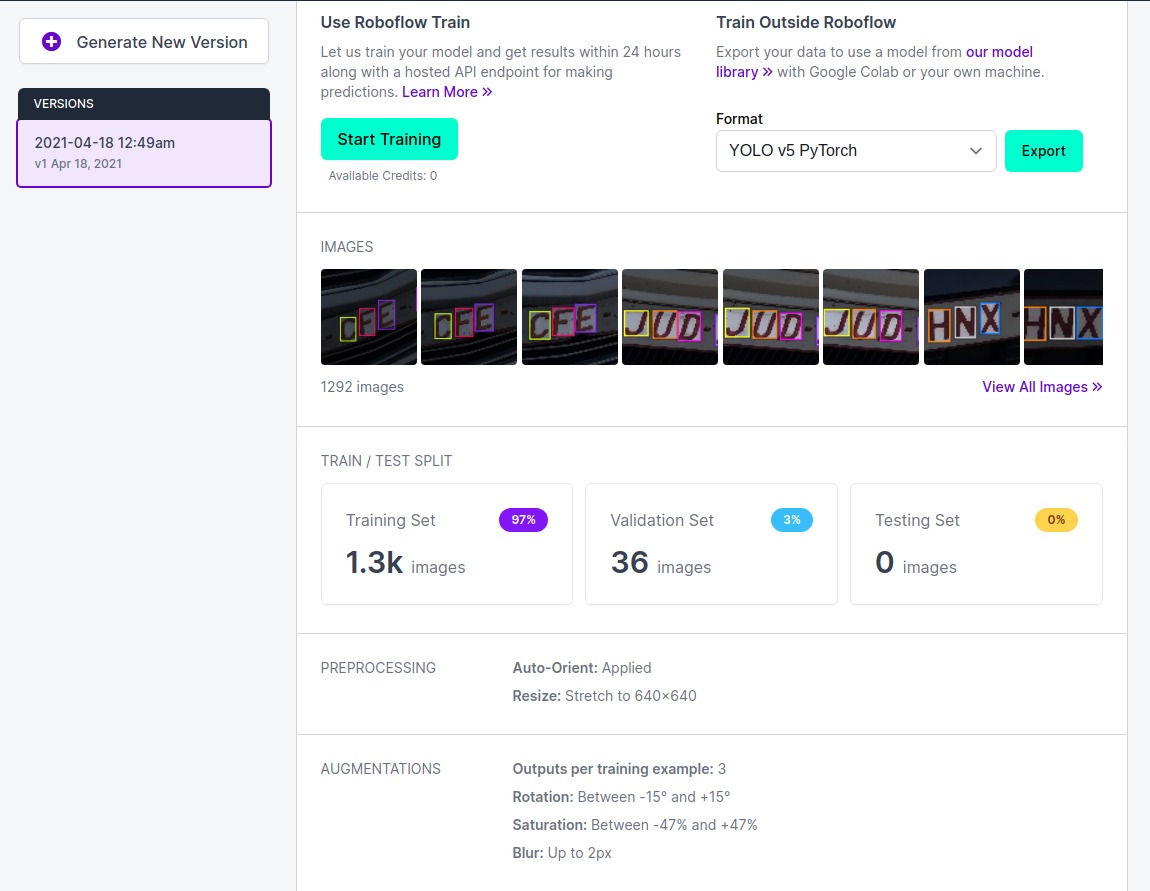 Generate New Version
VERSIONS
2021-04-18 12:49am
v1 Apr 18, 2021
Use Roboflow Train
Let us train your model and get results within 24 hours
along with a hosted API endpoint for making
predictions. Learn More »
Start Training
Available Credits: 0
Train Outside Roboflow
Export your data to use a model from our model
library » with Google Colab or your own machine.
Format
YOLO v5 PyTorch
Export
IMAGES
CFE
CFE
CFE
JUD
JUD
JUD
HNX
HNX
1292 images
View All Images »
TRAIN / TEST SPLIT
Training Set
97%
1.3k images
Validation Set
3%
36 images
Testing Set
0%
0 images
PREPROCESSING
Auto-Orient: Applied
Resize: Stretch to 640×640
AUGMENTATIONS
Outputs per training example: 3
Rotation: Between -15° and +15°
Saturation: Between -47% and +47%
Blur: Up to 2px